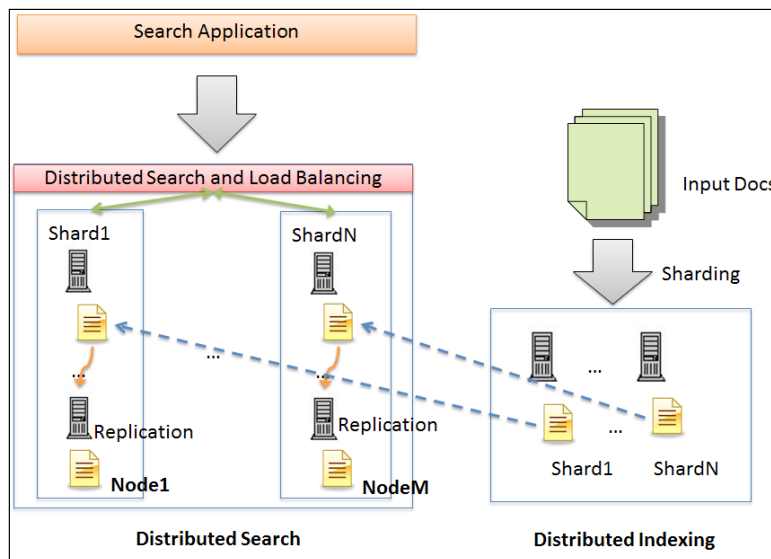 Search Application
Distributed Search and Load Balancing
Shard1
ShardN
...
...
...
Replication
Replication
Node1
NodeM
Distributed Search
Input Docs
Sharding
...
...
Shard1
ShardN
Distributed Indexing